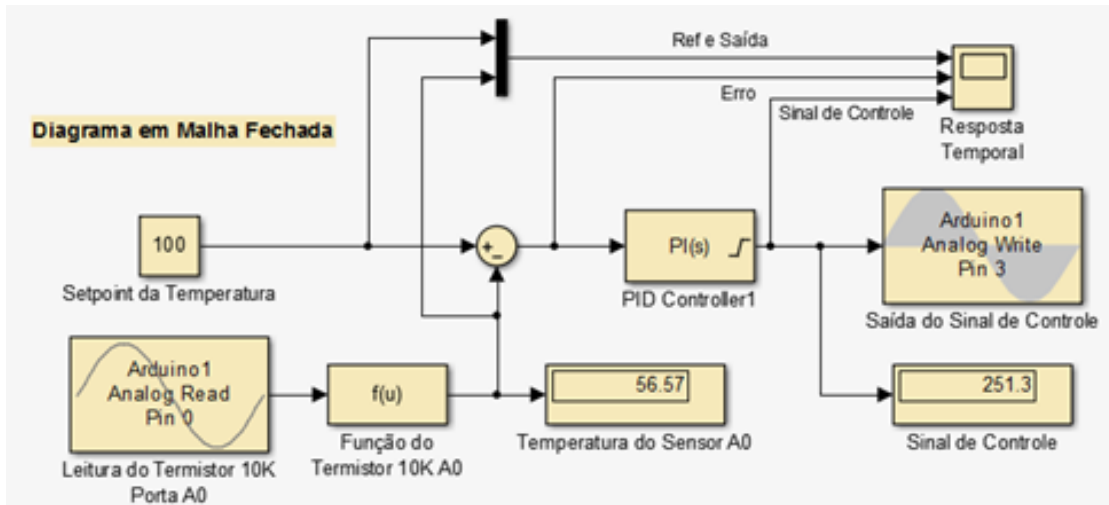 Ref e Saída
Erro
Sinal de Controle
Resposta
Temporal
Diagrama em Malha Fechada
100
Setpoint da Temperatura
+
-
PI(s)
PID Controller1
Arduino1
Analog Write
Pin 3
Saída do Sinal de Controle
Arduino1
Analog Read
Pin 0
Leitura do Termistor 10K
Porta A0
f(u)
Função do
Termistor 10K A0
56.57
Temperatura do Sensor A0
251.3
Sinal de Controle